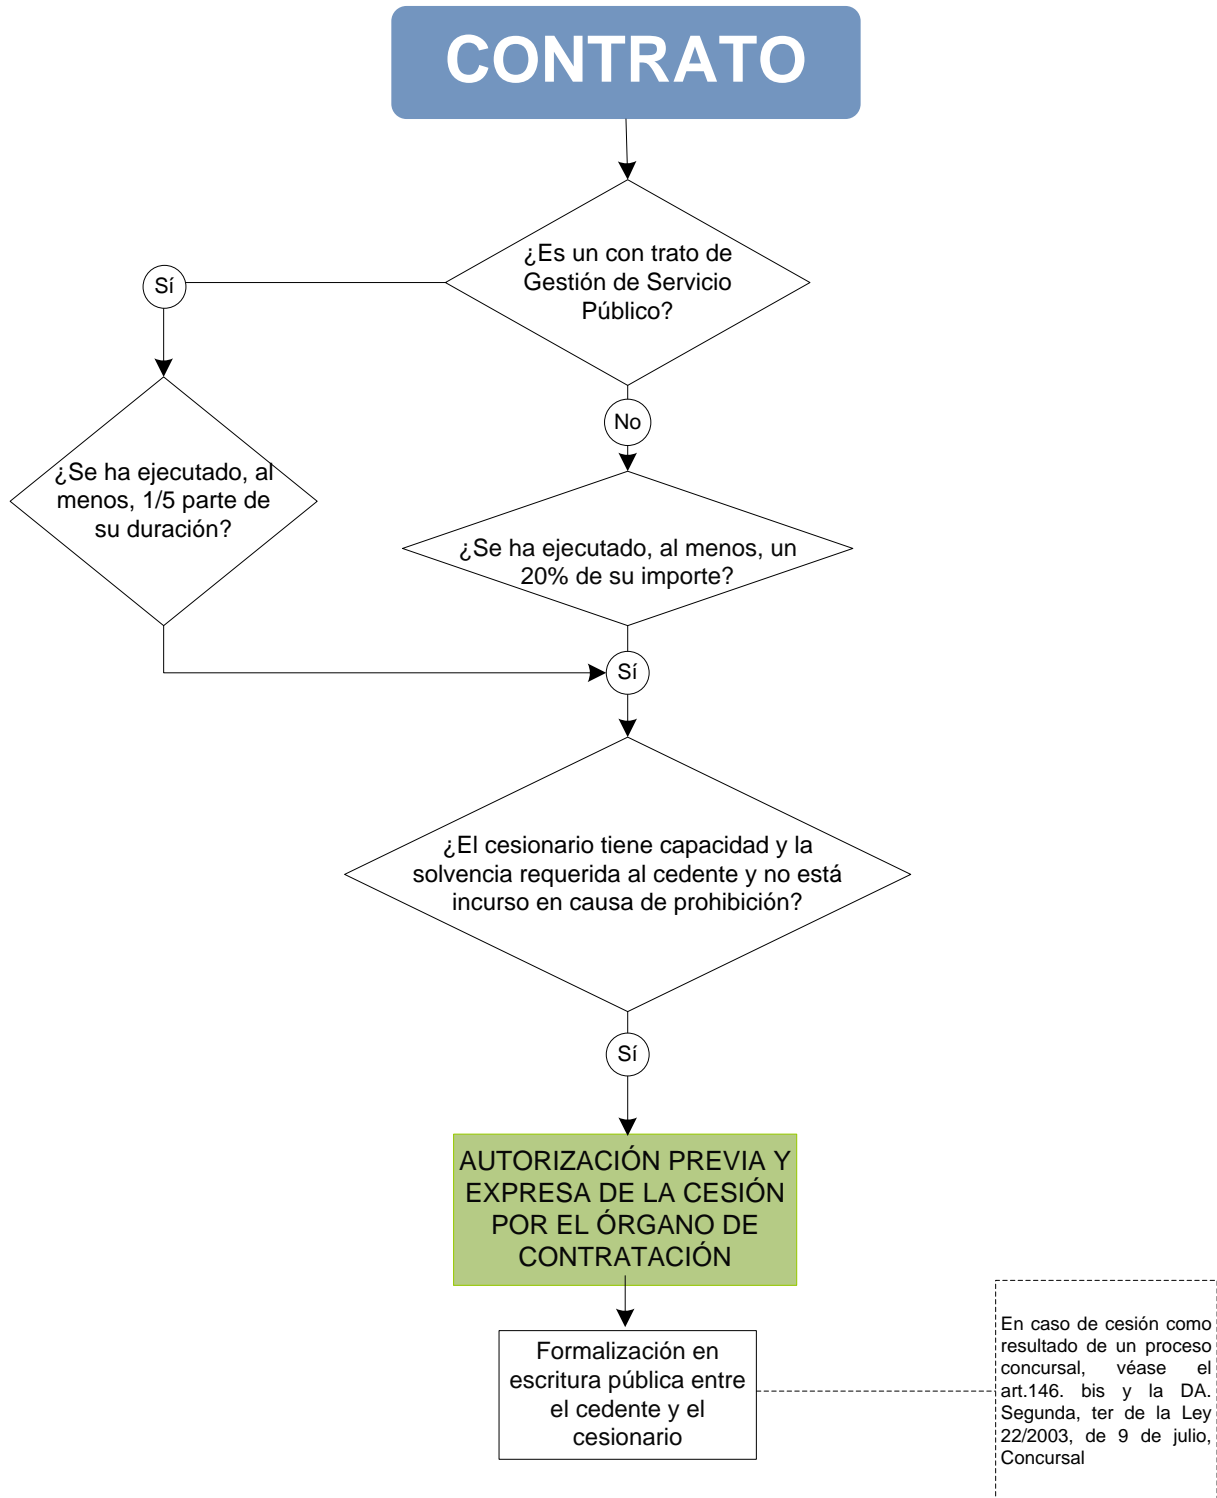 CONTRATO
¿Es un con trato de
Gestión de Servicio
Público?
Sí
No
¿Se ha ejecutado, al
menos, 1/5 parte de
su duración?
¿Se ha ejecutado, al menos, un
20% de su importe?
Sí
¿El cesionario tiene capacidad y la
solvencia requerida al cedente y no está
incurso en causa de prohibición?
Sí
AUTORIZACIÓN PREVIA Y
EXPRESA DE LA CESIÓN
POR EL ÓRGANO DE
CONTRATACIÓN
Formalización en
escritura pública entre
el cedente y el
cesionario
En caso de cesión como
resultado de un proceso
concursal, véase el
art.146. bis y la DA.
Segunda, ter de la Ley
22/2003, de 9 de julio,
Concursal